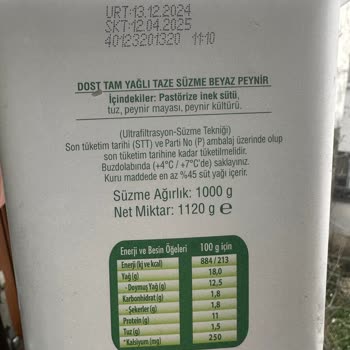 ÜRT:13.12.2024
SKT:12.04.2025
40123201320 11:10
DOST TAM YAĞLI TAZE SÜZME BEYAZ PEYNİR
İçindekiler: Pastörize inek sütü,
tuz, peynir mayası, peynir kültürü.
(Ultrafiltrasyon-Süzme Tekniği)
Son tüketim tarihi (STT) ve Parti No (P) ambalaj üzerinde olup
son tüketim tarihine kadar tüketilmelidir.
Buzdolabında (+4°C / +7°C'de) saklayınız.
Kuru maddede en az %45 süt yağı içerir.
Süzme Ağırlık: 1000 g
Net Miktar: 1120 g ℮
Enerji ve Besin Öğeleri 100 g için
Enerji (kj ve kcal) 884 / 213
Yağ (g) 18,0
- Doymuş Yağ (g) 12,5
Karbonhidrat (g) 1,8
- Şekerler (g) 1,8
Protein (g) 11
Tuz (g) 1,5
*Kalsiyum (mg) 250